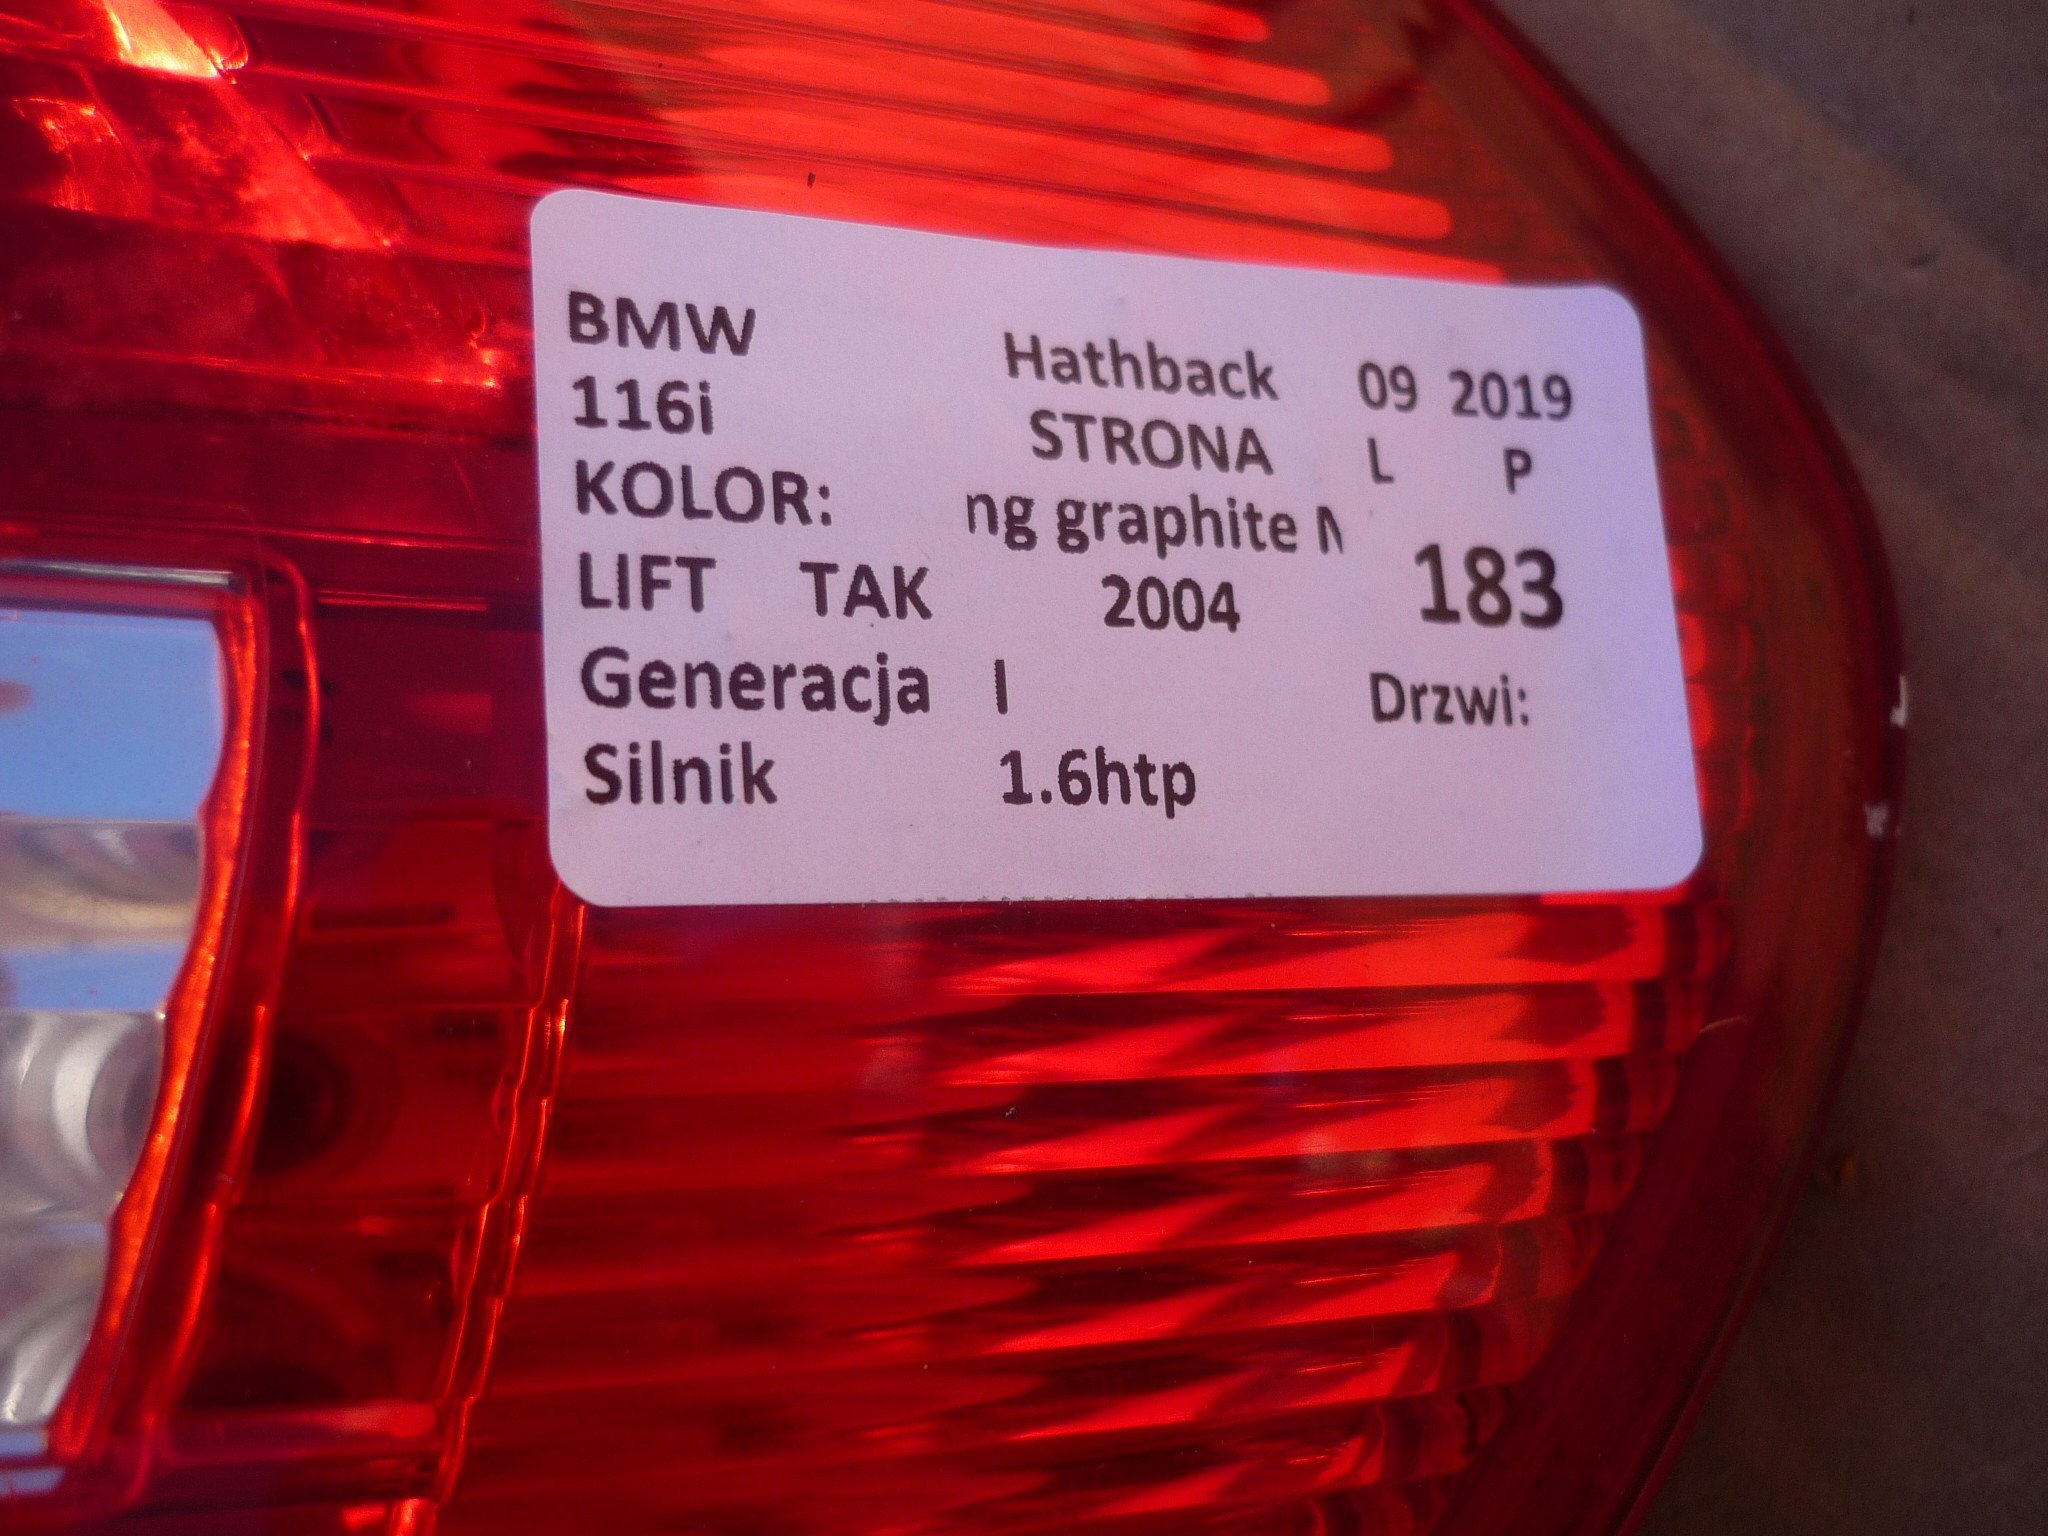 BMW Hathback 09 2019
116i STRONA L P
KOLOR: ng graphite
LIFT TAK 2004 183
Generacja I Drzwi:
Silnik 1.6htp